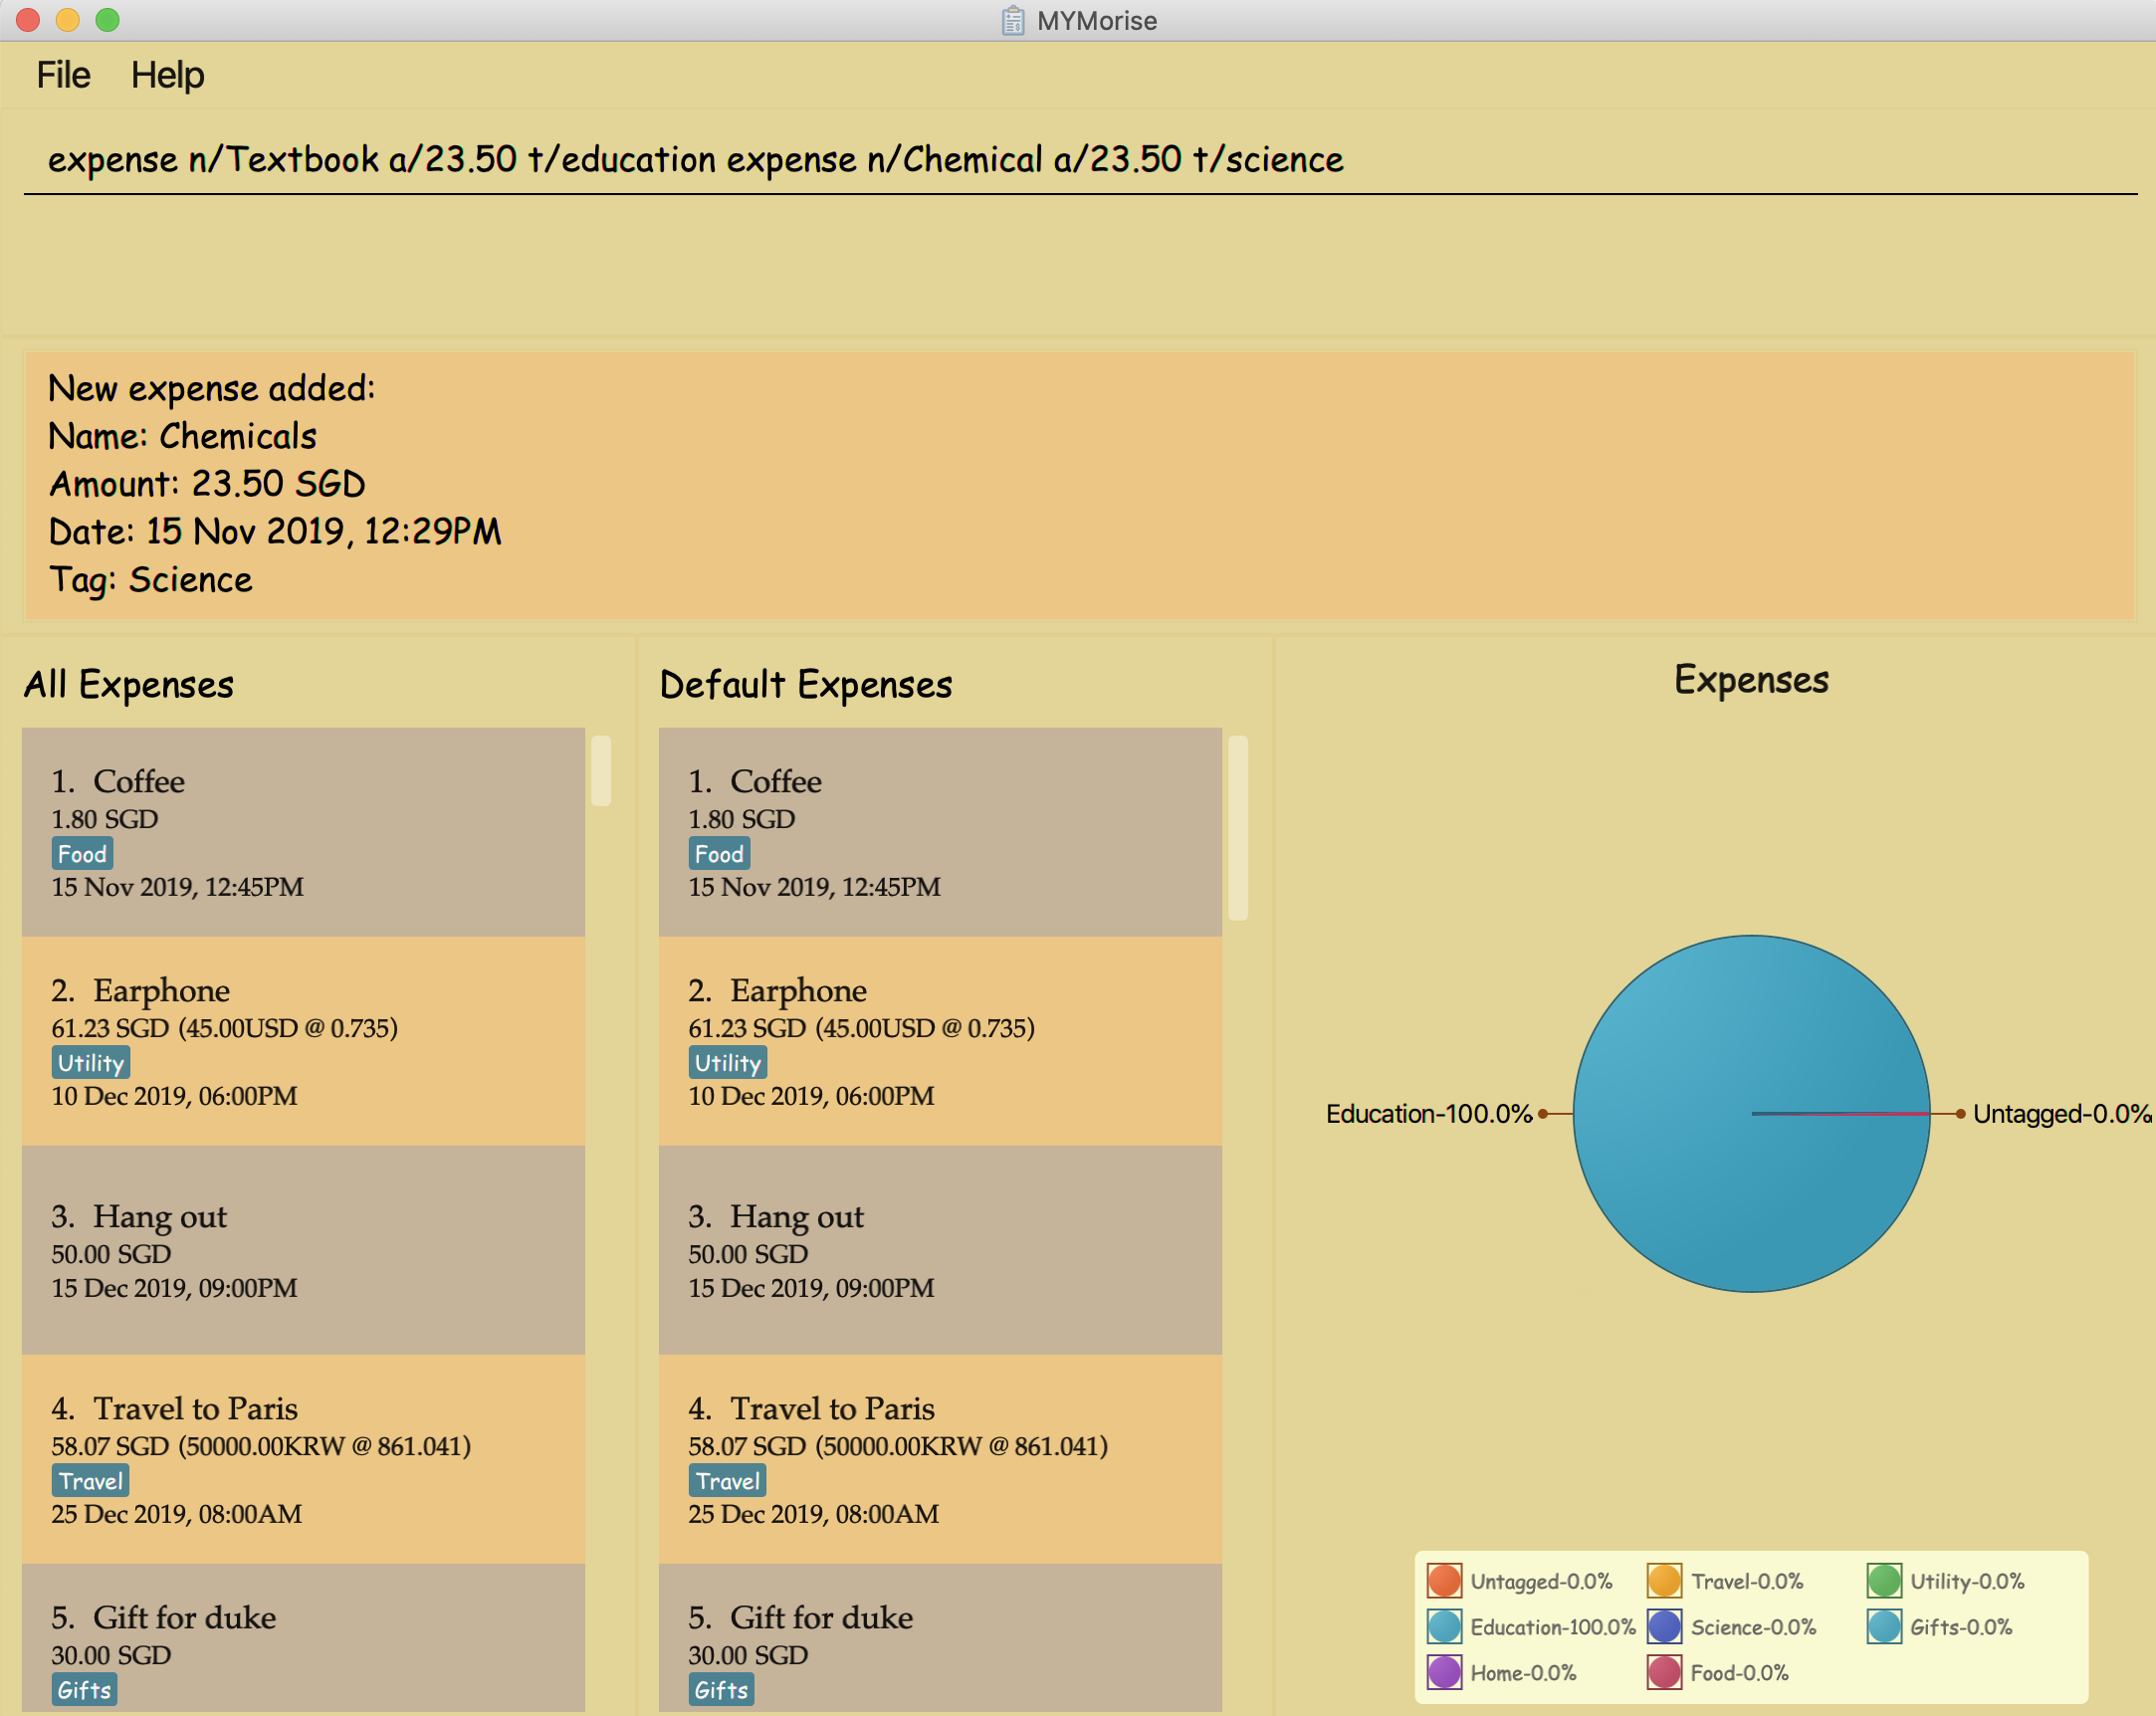 MYMorise
File Help
expense n/Textbook a/23.50 t/education expense n/Chemical a/23.50 t/science
New expense added:
Name: Chemicals
Amount: 23.50 SGD
Date: 15 Nov 2019, 12:29PM
Tag: Science
All Expenses
1. Coffee
1.80 SGD
Food
15 Nov 2019, 12:45PM
2. Earphone
61.23 SGD (45.00USD @ 0.735)
Utility
10 Dec 2019, 06:00PM
3. Hang out
50.00 SGD
15 Dec 2019, 09:00PM
4. Travel to Paris
58.07 SGD (50000.00KRW @ 861.041)
Travel
25 Dec 2019, 08:00AM
5. Gift for duke
30.00 SGD
Gifts
Default Expenses
1. Coffee
1.80 SGD
Food
15 Nov 2019, 12:45PM
2. Earphone
61.23 SGD (45.00USD @ 0.735)
Utility
10 Dec 2019, 06:00PM
3. Hang out
50.00 SGD
15 Dec 2019, 09:00PM
4. Travel to Paris
58.07 SGD (50000.00KRW @ 861.041)
Travel
25 Dec 2019, 08:00AM
5. Gift for duke
30.00 SGD
Gifts
Expenses
Education-100.0% Untagged-0.0%
Untagged-0.0% Travel-0.0% Utility-0.0%
Education-100.0% Science-0.0% Gifts-0.0%
Home-0.0% Food-0.0%